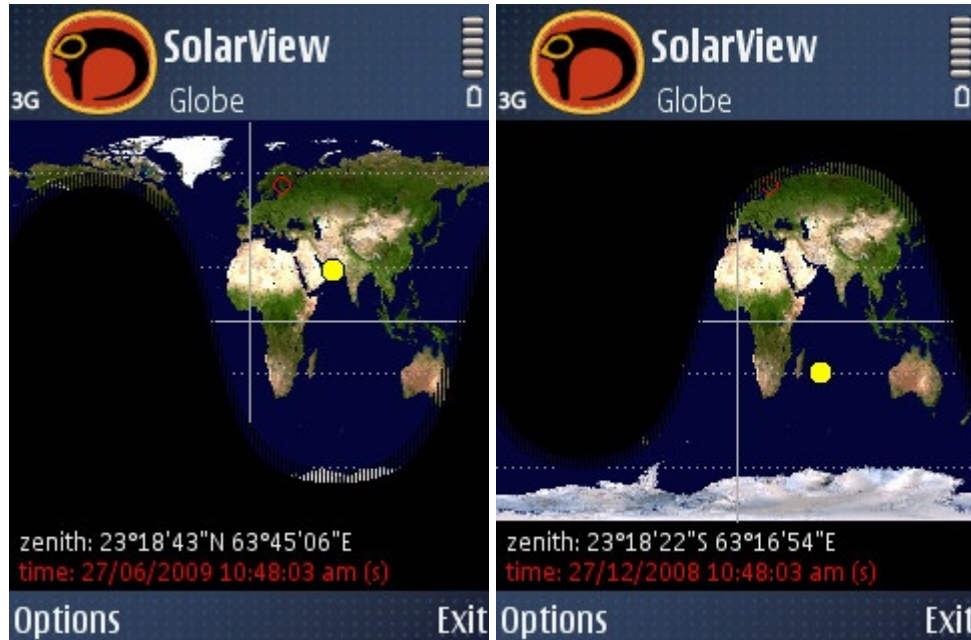 SolarView
3G
Globe
zenith: 23°18'43"N 63°45'06"E
time: 27/06/2009 10:48:03 am (s)
Options Exit
SolarView
3G
Globe
zenith: 23°18'22"S 63°16'54"E
time: 27/12/2008 10:48:03 am (s)
Options Exit